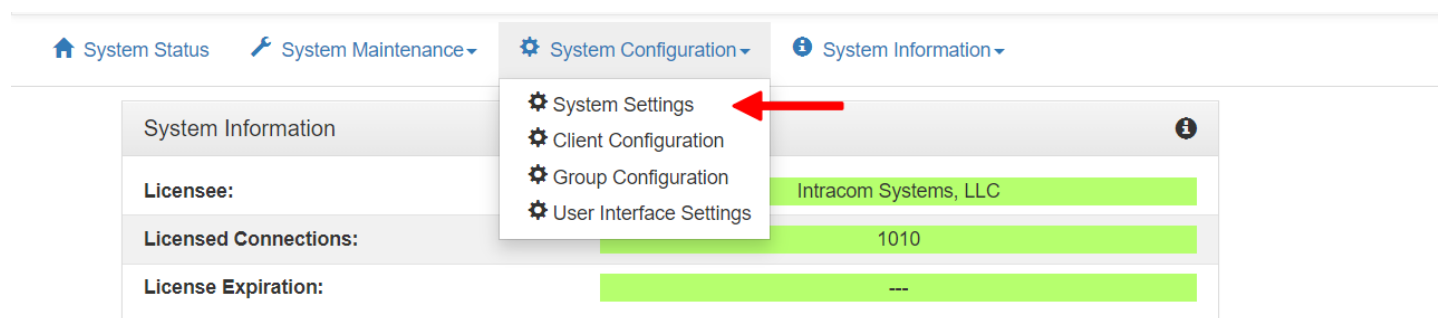 System Status System Maintenance System Configuration System Information
System Settings
System Information
Client Configuration
Group Configuration
Licensee: Intracom Systems, LLC
User Interface Settings
Licensed Connections: 1010
License Expiration: ---